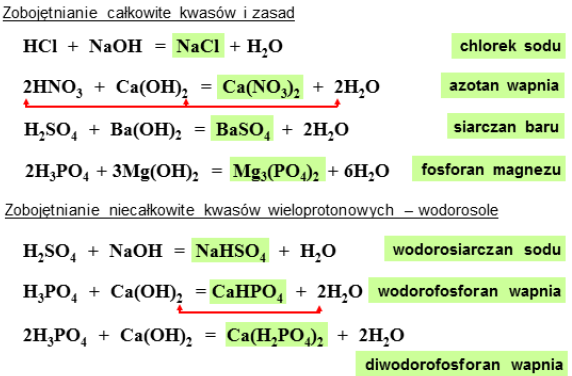 Zobojętnianie całkowite kwasów i zasad
HCl + NaOH = NaCl + H₂O chlorek sodu
2HNO₃ + Ca(OH)₂ = Ca(NO₃)₂ + 2H₂O azotan wapnia
H₂SO₄ + Ba(OH)₂ = BaSO₄ + 2H₂O siarczan baru
2H₃PO₄ + 3Mg(OH)₂ = Mg₃(PO₄)₂ + 6H₂O fosforan magnezu
Zobojętnianie niecałkowite kwasów wieloprotonowych – wodorosole
H₂SO₄ + NaOH = NaHSO₄ + H₂O wodorosiarczan sodu
H₃PO₄ + Ca(OH)₂ = CaHPO₄ + 2H₂O wodorofosforan wapnia
2H₃PO₄ + Ca(OH)₂ = Ca(H₂PO₄)₂ + 2H₂O
diwodorofosforan wapnia